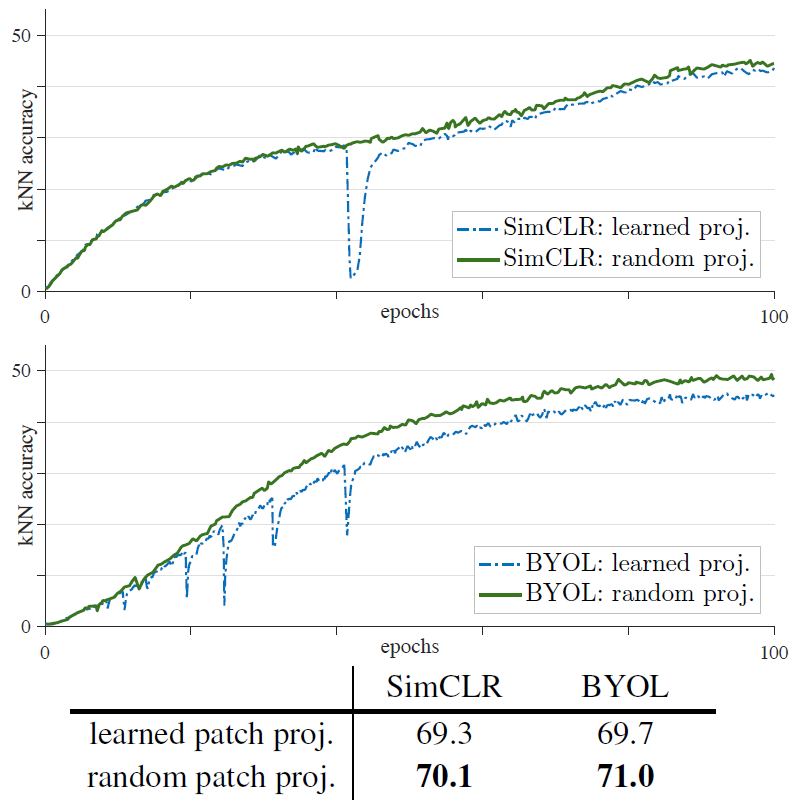 50
kNN accuracy
SimCLR: learned proj.
SimCLR: random proj.
0
0
epochs
100
50
kNN accuracy
BYOL: learned proj.
BYOL: random proj.
0
0
epochs
100
SimCLR BYOL
learned patch proj. 69.3 69.7
random patch proj. 70.1 71.0